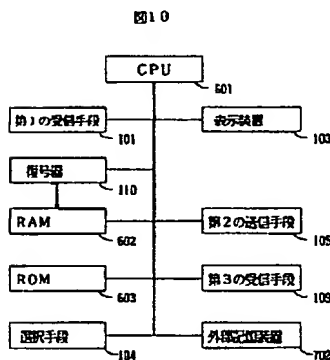 図10
CPU
601
第1の受信手段
101
表示装置
103
復号器
110
RAM
602
第2の送信手段
105
ROM
603
第3の受信手段
109
選択手段
104
外部記憶装置